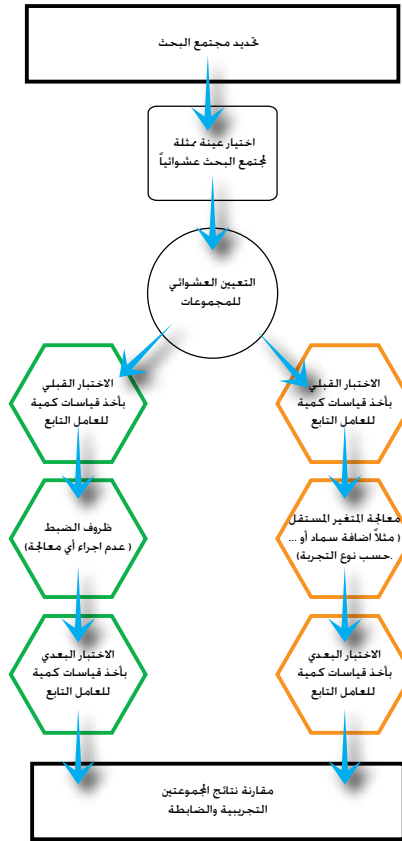 تحديد مجتمع البحث
اختيار عينة ممثلة
لمجتمع البحث عشوائياً
التعيين العشوائي
للمجموعات
الاختبار القبلي
بأخذ قياسات كمية
للعامل التابع
الاختبار القبلي
بأخذ قياسات كمية
للعامل التابع
معالجة المتغير المستقل
( مثلاً اضافة سماد أو ...
.حسب نوع التجربة)
ظروف الضبط
( عدم اجراء أي معالجة)
الاختبار البعدي
بأخذ قياسات كمية
للعامل التابع
الاختبار البعدي
بأخذ قياسات كمية
للعامل التابع
مقارنة نتائج المجموعتين
التجريبية والضابطة